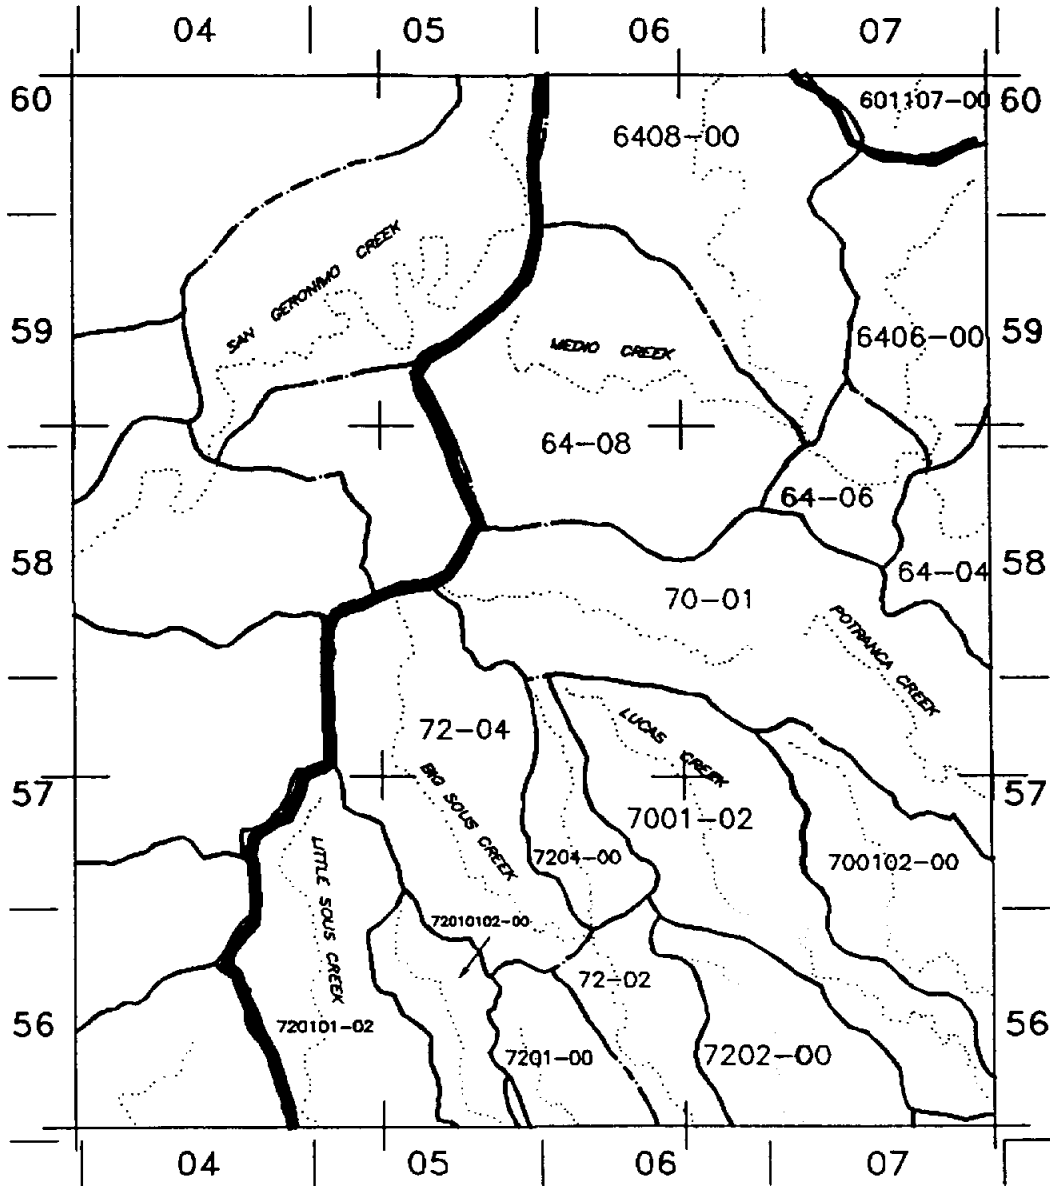 04 05 06 07
60 601107-00 60
6408-00
SAN GERONIMO CREEK
59 MEDIO CREEK 6406-00 59
64-08
64-06
58 64-04 58
70-01
POTRANCA CREEK
72-04 LUCAS CREEK
57 BIG SOUS CREEK 7001-02 57
LITTLE SOUS CREEK 7204-00 700102-00
72010102-00
72-02
56 720101-02 56
7201-00 7202-00
04 05 06 07